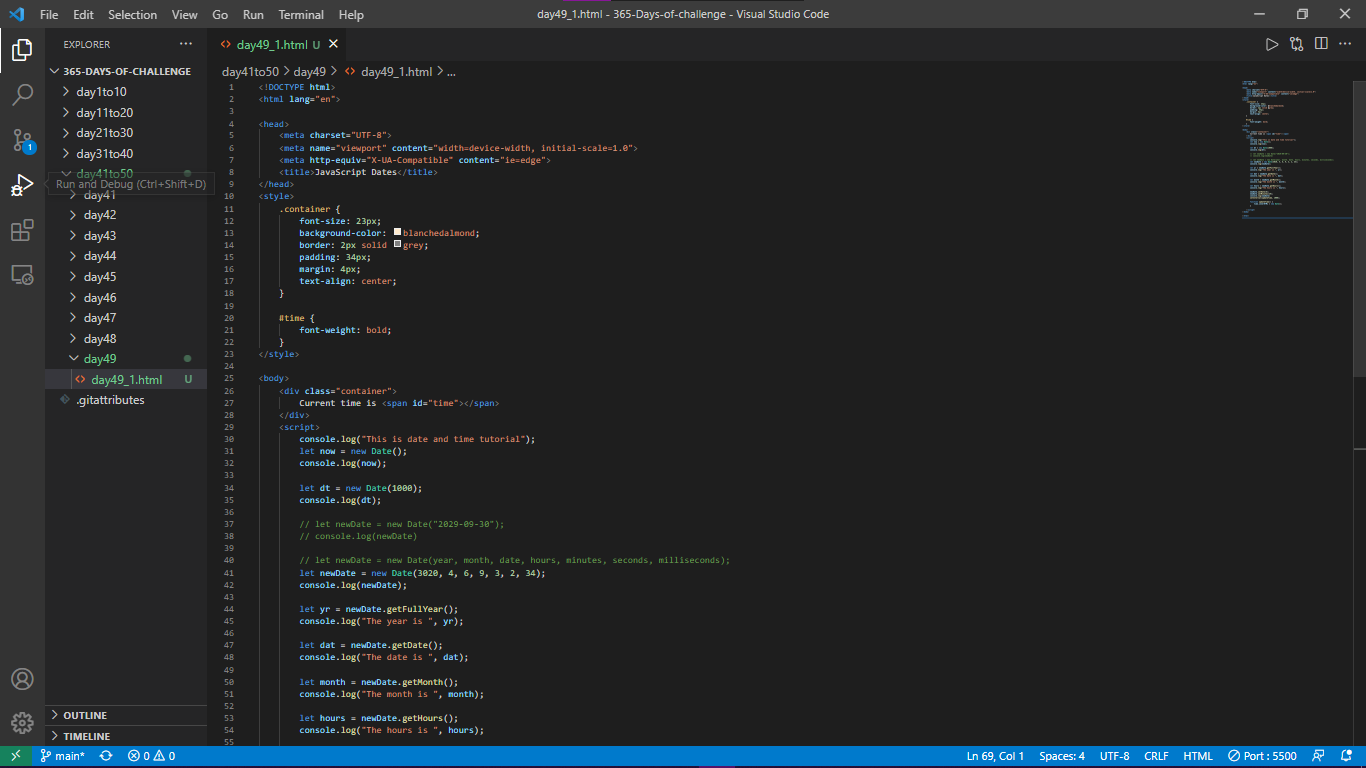 File Edit Selection View Go Run Terminal Help
day49_1.html - 365-Days-of-challenge - Visual Studio Code
EXPLORER
365-DAYS-OF-CHALLENGE
day1to10
day11to20
day21to30
day31to40
day41to50
Run and Debug (Ctrl+Shift+D)
day41
day42
day43
day44
day45
day46
day47
day48
day49
day49_1.html U
.gitattributes
OUTLINE
TIMELINE
1
day49_1.html U
day41to50 > day49 > day49_1.html > ...
1 <!DOCTYPE html>
2 <html lang="en">
3
4 <head>
5 <meta charset="UTF-8">
6 <meta name="viewport" content="width=device-width, initial-scale=1.0">
7 <meta http-equiv="X-UA-Compatible" content="ie=edge">
8 <title>JavaScript Dates</title>
9 </head>
10 <style>
11 .container {
12 font-size: 23px;
13 background-color: blanchedalmond;
14 border: 2px solid grey;
15 padding: 34px;
16 margin: 4px;
17 text-align: center;
18 }
19
20 #time {
21 font-weight: bold;
22 }
23 </style>
24
25 <body>
26 <div class="container">
27 Current time is <span id="time"></span>
28 </div>
29 <script>
30 console.log("This is date and time tutorial");
31 let now = new Date();
32 console.log(now);
33
34 let dt = new Date(1000);
35 console.log(dt);
36
37 // let newDate = new Date("2029-09-30");
38 // console.log(newDate)
39
40 // let newDate = new Date(year, month, date, hours, minutes, seconds, milliseconds);
41 let newDate = new Date(3020, 4, 6, 9, 3, 2, 34);
42 console.log(newDate);
43
44 let yr = newDate.getFullYear();
45 console.log("The year is ", yr);
46
47 let dat = newDate.getDate();
48 console.log("The date is ", dat);
49
50 let month = newDate.getMonth();
51 console.log("The month is ", month);
52
53 let hours = newDate.getHours();
54 console.log("The hours is ", hours);
55
main* 0 0
Ln 69, Col 1 Spaces: 4 UTF-8 CRLF HTML Port : 5500